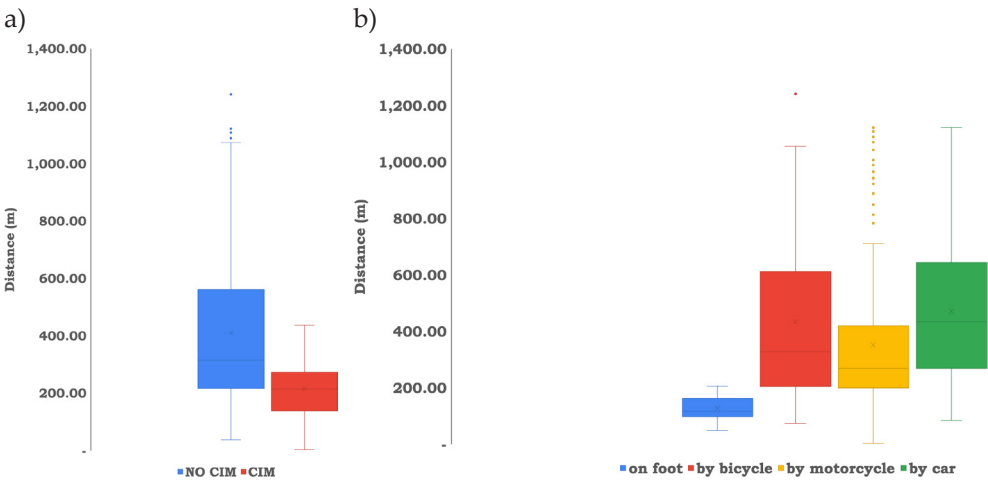 a)
1,400.00
1,200.00
1,000.00
800.00
600.00
400.00
200.00
-
Distance (m)
NO CIM CIM
b)
1,400.00
1,200.00
1,000.00
800.00
600.00
400.00
200.00
-
Distance (m)
on foot by bicycle by motorcycle by car